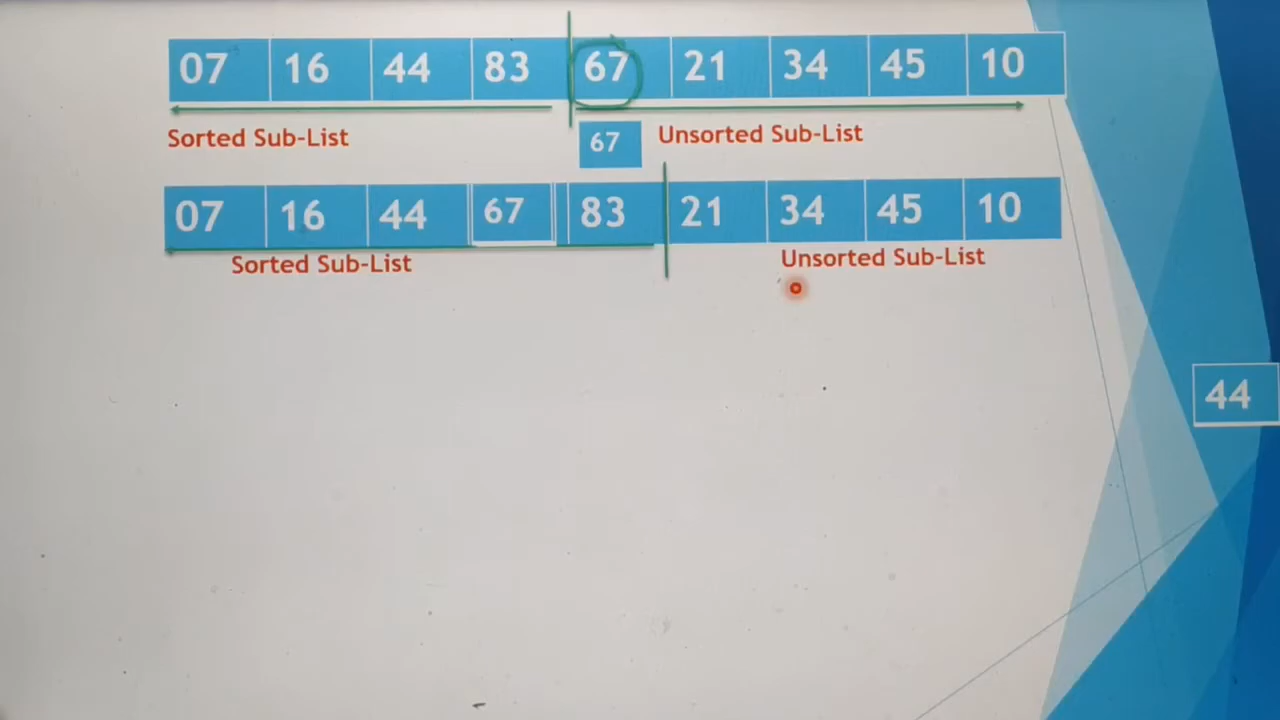 07 16 44 83 67 21 34 45 10
Sorted Sub-List
Unsorted Sub-List
67
07 16 44 67 83 21 34 45 10
Sorted Sub-List
Unsorted Sub-List
44